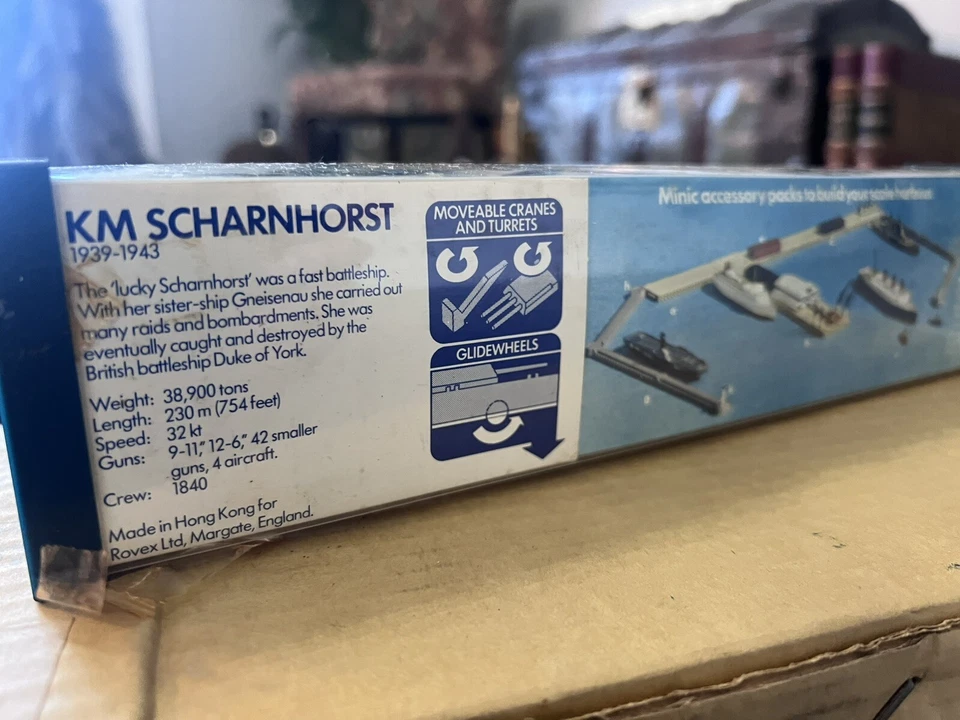 KM SCHARNHORST
1939-1943
The 'lucky Scharnhorst' was a fast battleship.
With her sister-ship Gneisenau she carried out
many raids and bombardments. She was
eventually caught and destroyed by the
British battleship Duke of York.
Weight: 38,900 tons
Length: 230 m (754 feet)
Speed: 32 kt
Guns: 9-11," 12-6," 42 smaller
guns, 4 aircraft.
Crew: 1840
Made in Hong Kong for
Rovex Ltd, Margate, England.
MOVEABLE CRANES
AND TURRETS
GLIDEWHEELS
Minic accessory packs to build your scale harbour.